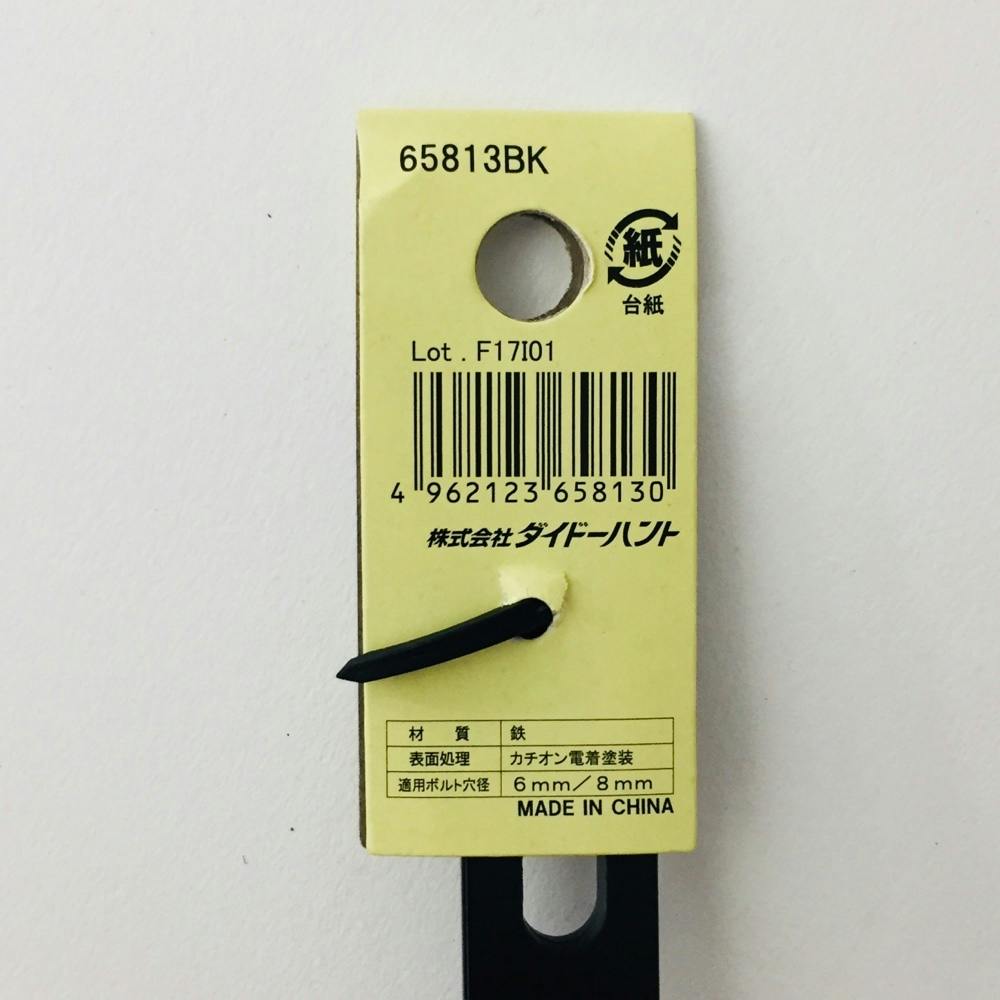 65813BK
紙
台紙
Lot . F17I01
4 962123 658130
株式会社 ダイドーハント
材 質 鉄
表面処理 カチオン電着塗装
適用ボルト穴径 6mm/8mm
MADE IN CHINA